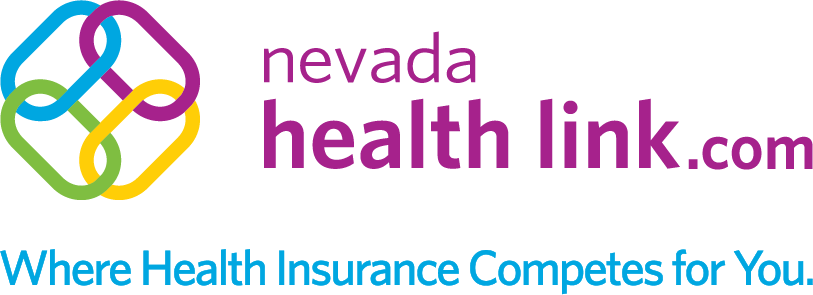 nevada
health link.com
Where Health Insurance Competes for You.